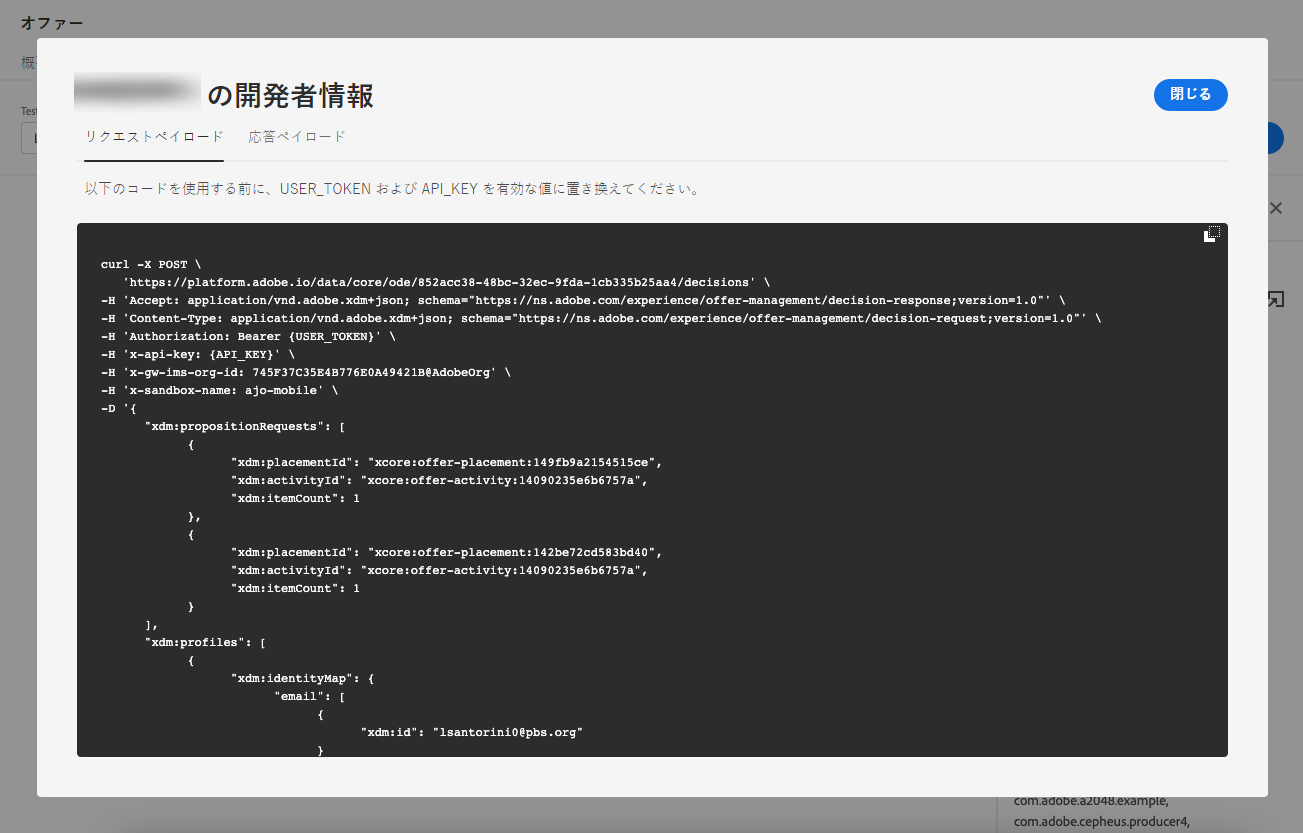 オファー
Test
の開発者情報
閉じる
リクエストペイロード 応答ペイロード
以下のコードを使用する前に、USER_TOKEN および API_KEY を有効な値に置き換えてください。
curl -X POST \
'https://platform.adobe.io/data/core/ode/852acc38-48bc-32ec-9fda-1cb335b25aa4/decisions' \
-H 'Accept: application/vnd.adobe.xdm+json; schema="https://ns.adobe.com/experience/offer-management/decision-response;version=1.0"' \
-H 'Content-Type: application/vnd.adobe.xdm+json; schema="https://ns.adobe.com/experience/offer-management/decision-request;version=1.0"' \
-H 'Authorization: Bearer {USER_TOKEN}' \
-H 'x-api-key: {API_KEY}' \
-H 'x-gw-ims-org-id: 745F37C35E4B776E0A49421B@AdobeOrg' \
-H 'x-sandbox-name: ajo-mobile' \
-D '{
"xdm:propositionRequests": [
{
"xdm:placementId": "xcore:offer-placement:149fb9a2154515ce",
"xdm:activityId": "xcore:offer-activity:14090235e6b6757a",
"xdm:itemCount": 1
},
{
"xdm:placementId": "xcore:offer-placement:142be72cd583bd40",
"xdm:activityId": "xcore:offer-activity:14090235e6b6757a",
"xdm:itemCount": 1
}
],
"xdm:profiles": [
{
"xdm:identityMap": {
"email": [
{
"xdm:id": "lsantorini0@pbs.org"
}
com.adobe.a2048.example,
com.adobe.cepheus.producer4,